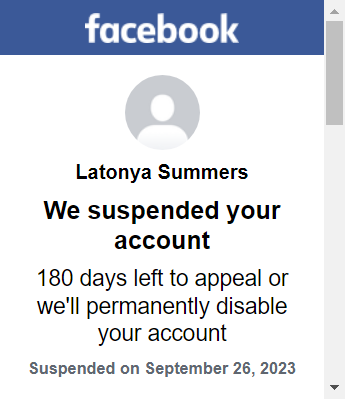 facebook
Latonya Summers
We suspended your
account
180 days left to appeal or
we'll permanently disable
your account
Suspended on September 26, 2023